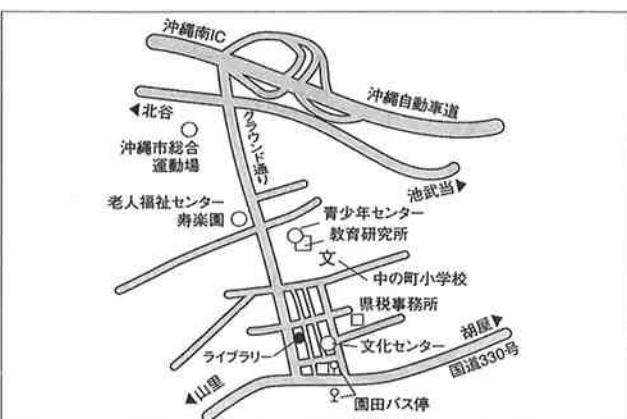 沖縄南IC
沖縄自動車道
◀北谷
グラウンド通り
沖縄市総合
運動場
池武当▶
老人福祉センター
寿楽園
青少年センター
教育研究所
文
中の町小学校
県税事務所
胡屋▶
ライブラリー
文化センター
国道330号
◀山里
園田バス停